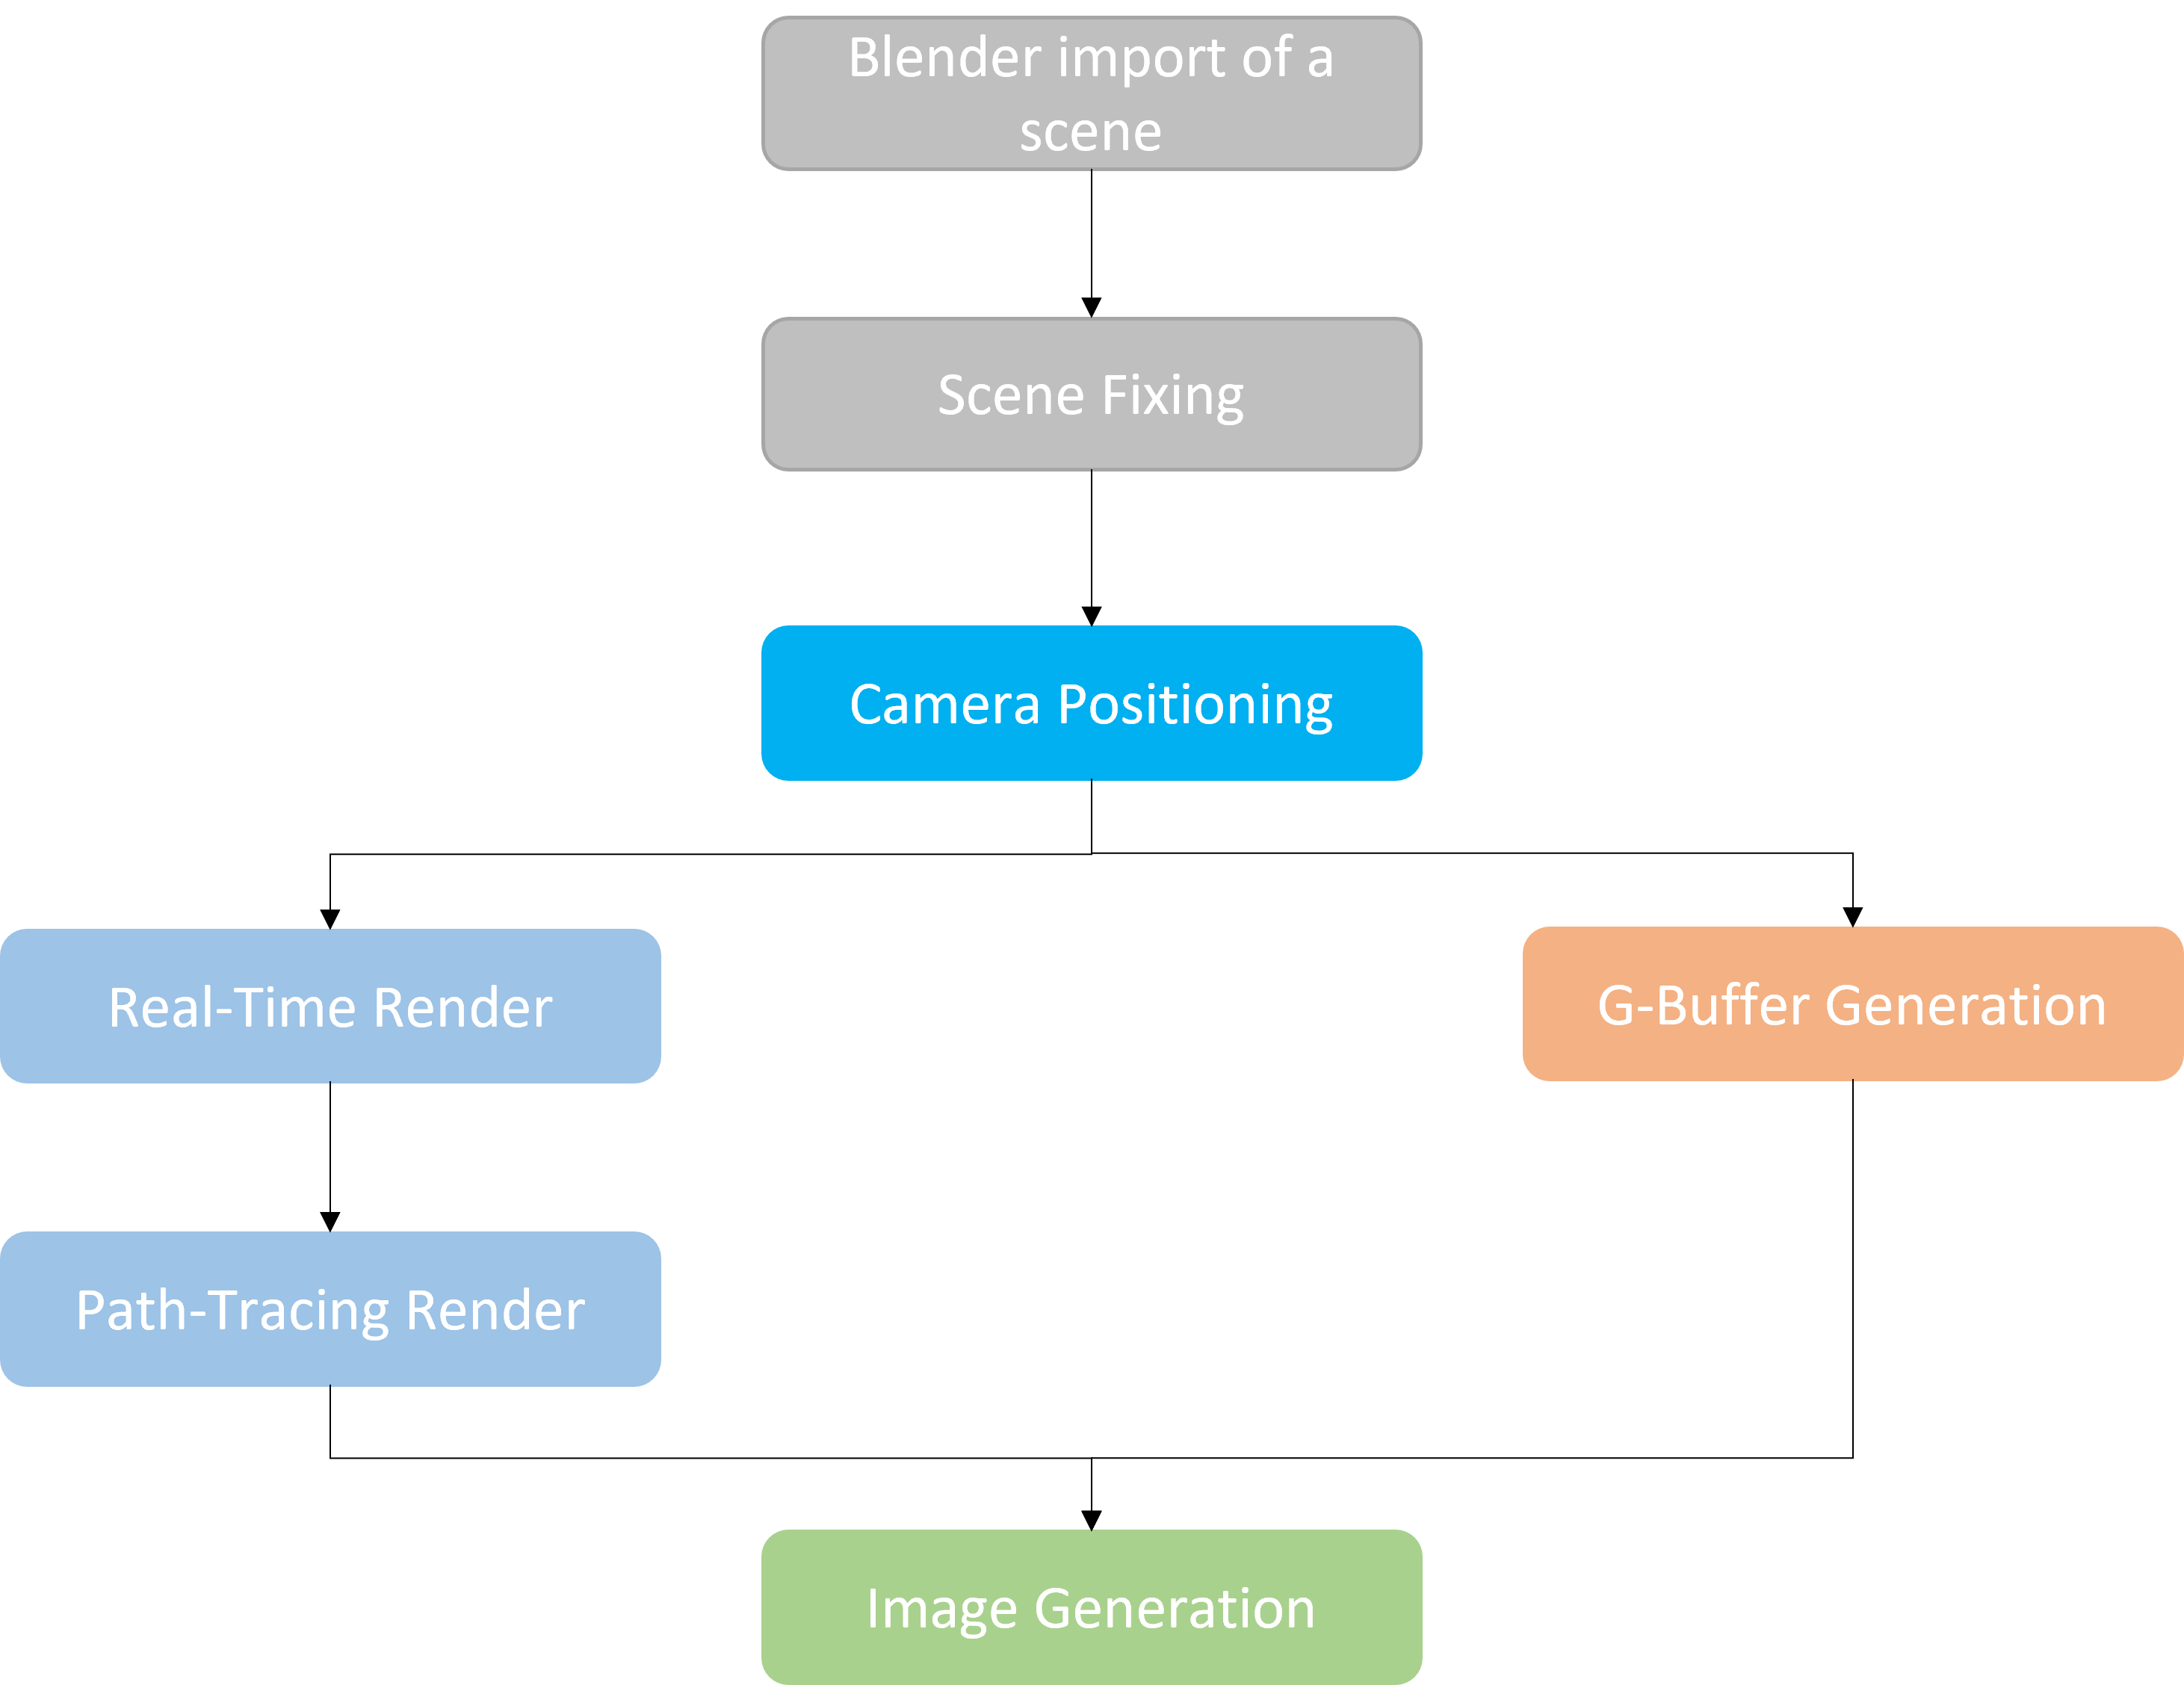 Blender import of a
scene
Scene Fixing
Camera Positioning
Real-Time Render
G-Buffer Generation
Path-Tracing Render
Image Generation